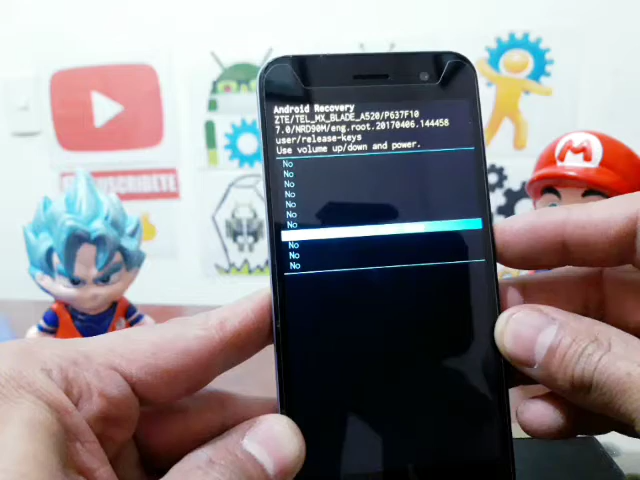 Android Recovery
ZTE/TEL_MX_BLADE_A520/P637F10
7.0/NRD90M/eng.root.20170406.144458
user/release-keys
Use volume up/down and power.
No
No
No
No
No
No
No
No
No
No
SUSCRIBETE
M